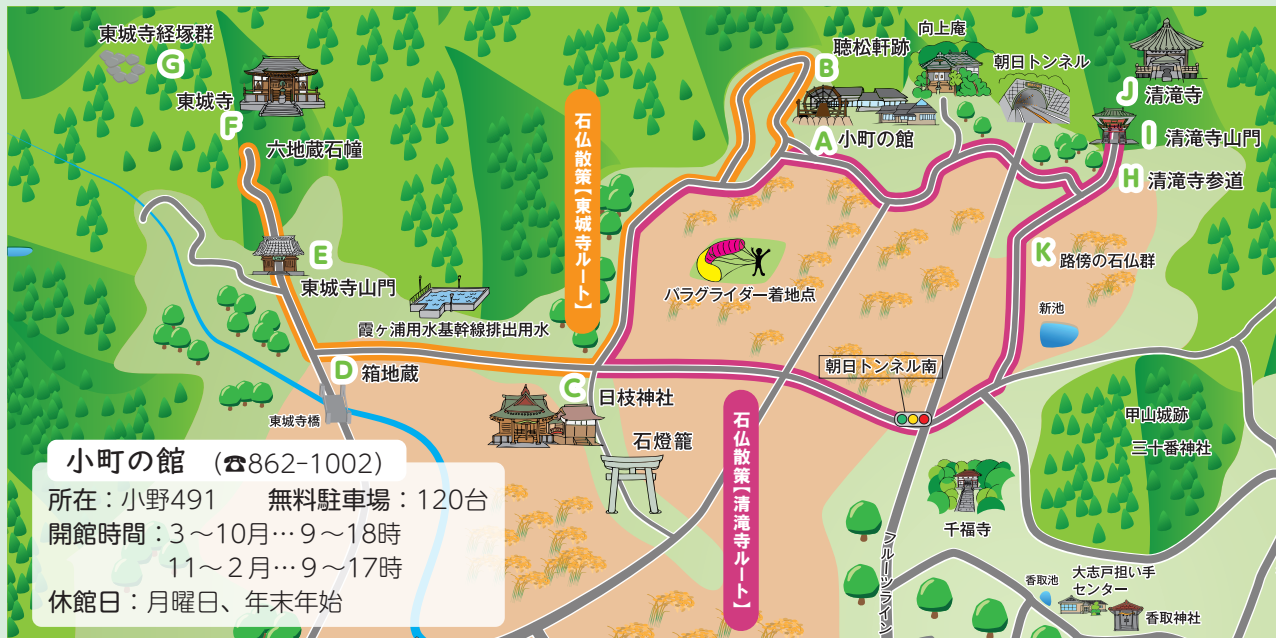 東城寺経塚群
G
東城寺
F
六地蔵石幢
E
東城寺山門
霞ヶ浦用水基幹線排出用水
D 箱地蔵
東城寺橋
石仏散策【東城寺ルート】
B 聴松軒跡
向上庵
朝日トンネル
A 小町の館
J 清滝寺
I 清滝寺山門
H 清滝寺参道
K 路傍の石仏群
パラグライダー着地点
新池
朝日トンネル南
C 日枝神社
石燈籠
石仏散策【清滝寺ルート】
甲山城跡
三十番神社
千福寺
フルーツライン
香取池
大志戸担い手
センター
香取神社
小町の館 (☎862-1002)
所在：小野491 無料駐車場：120台
開館時間：3～10月…9～18時
11～2月…9～17時
休館日：月曜日、年末年始